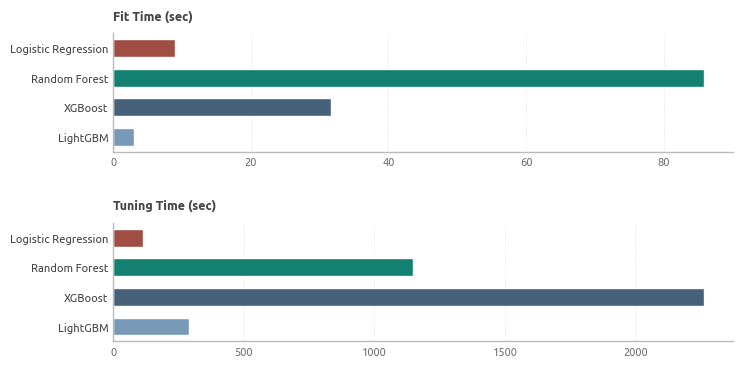 Fit Time (sec)
Logistic Regression
Random Forest
XGBoost
LightGBM
0 20 40 60 80
Tuning Time (sec)
Logistic Regression
Random Forest
XGBoost
LightGBM
0 500 1000 1500 2000